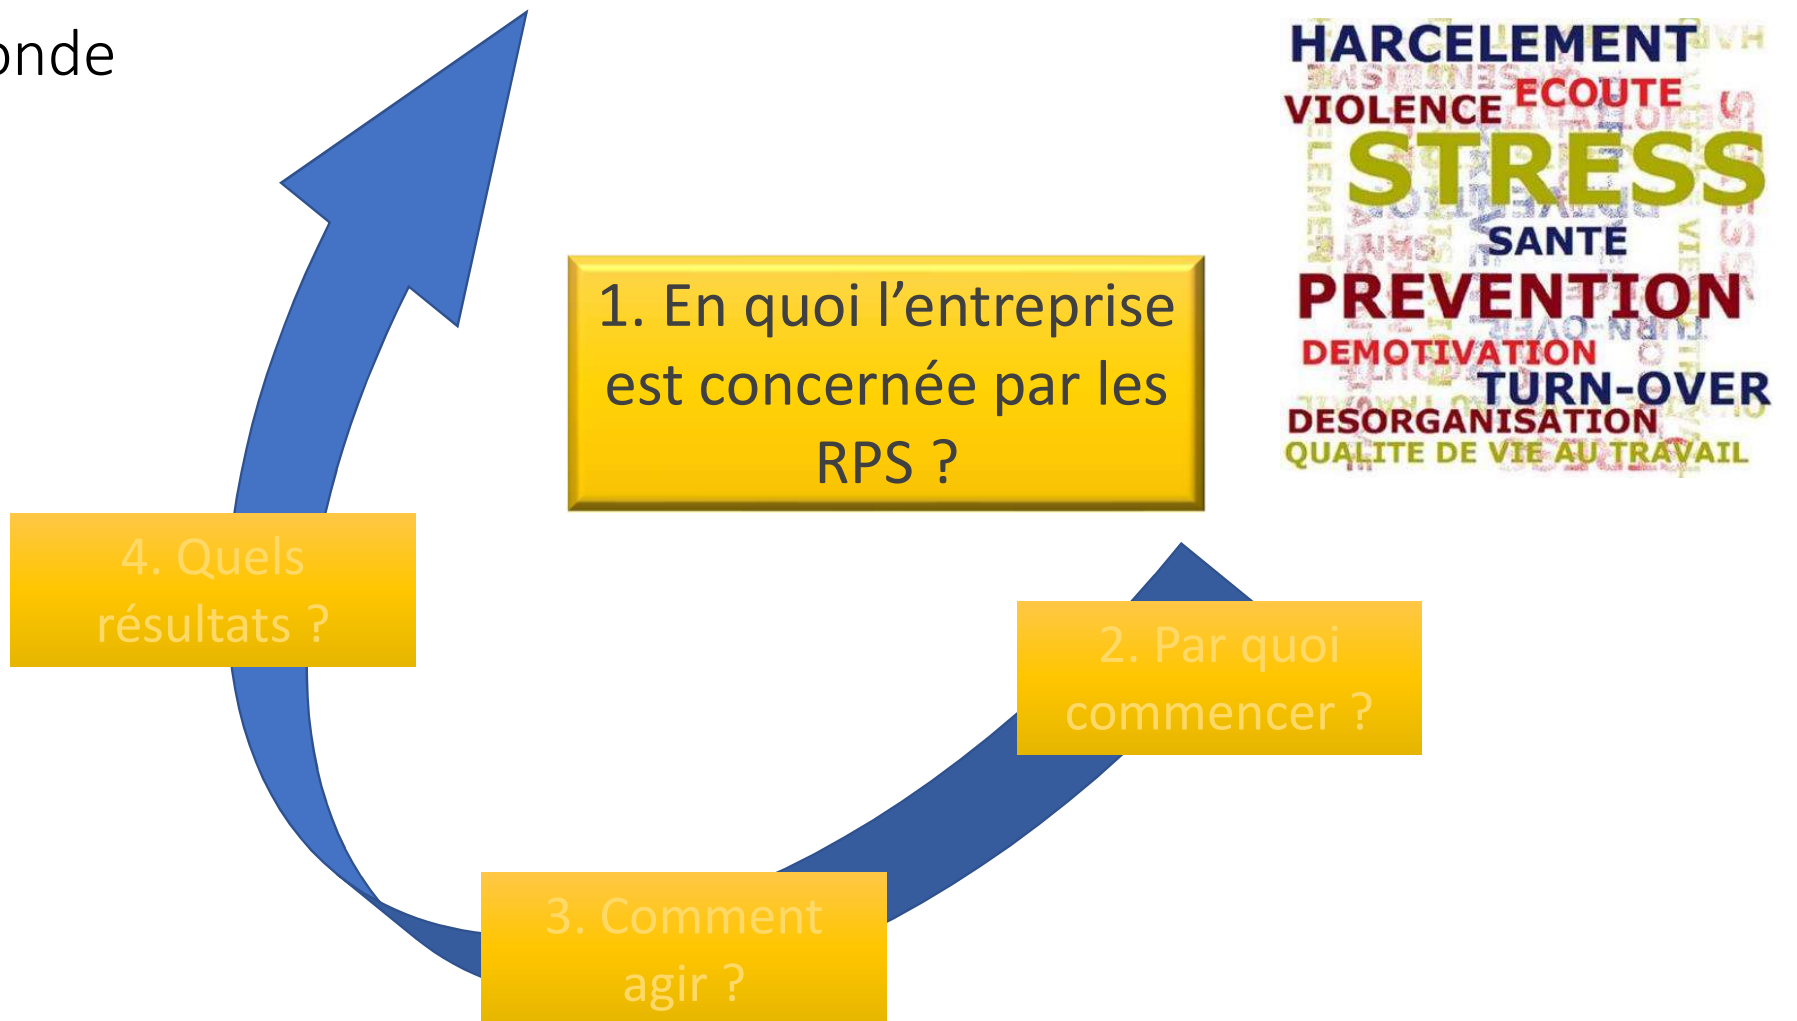 onde
HARCELEMENT
VIOLENCE ECOUTE
STRESS
SANTE
PREVENTION
DEMOTIVATION
TURN-OVER
DESORGANISATION
QUALITE DE VIE AU TRAVAIL
1. En quoi l’entreprise
est concernée par les
RPS ?
2. Par quoi
commencer ?
3. Comment
agir ?
4. Quels
résultats ?